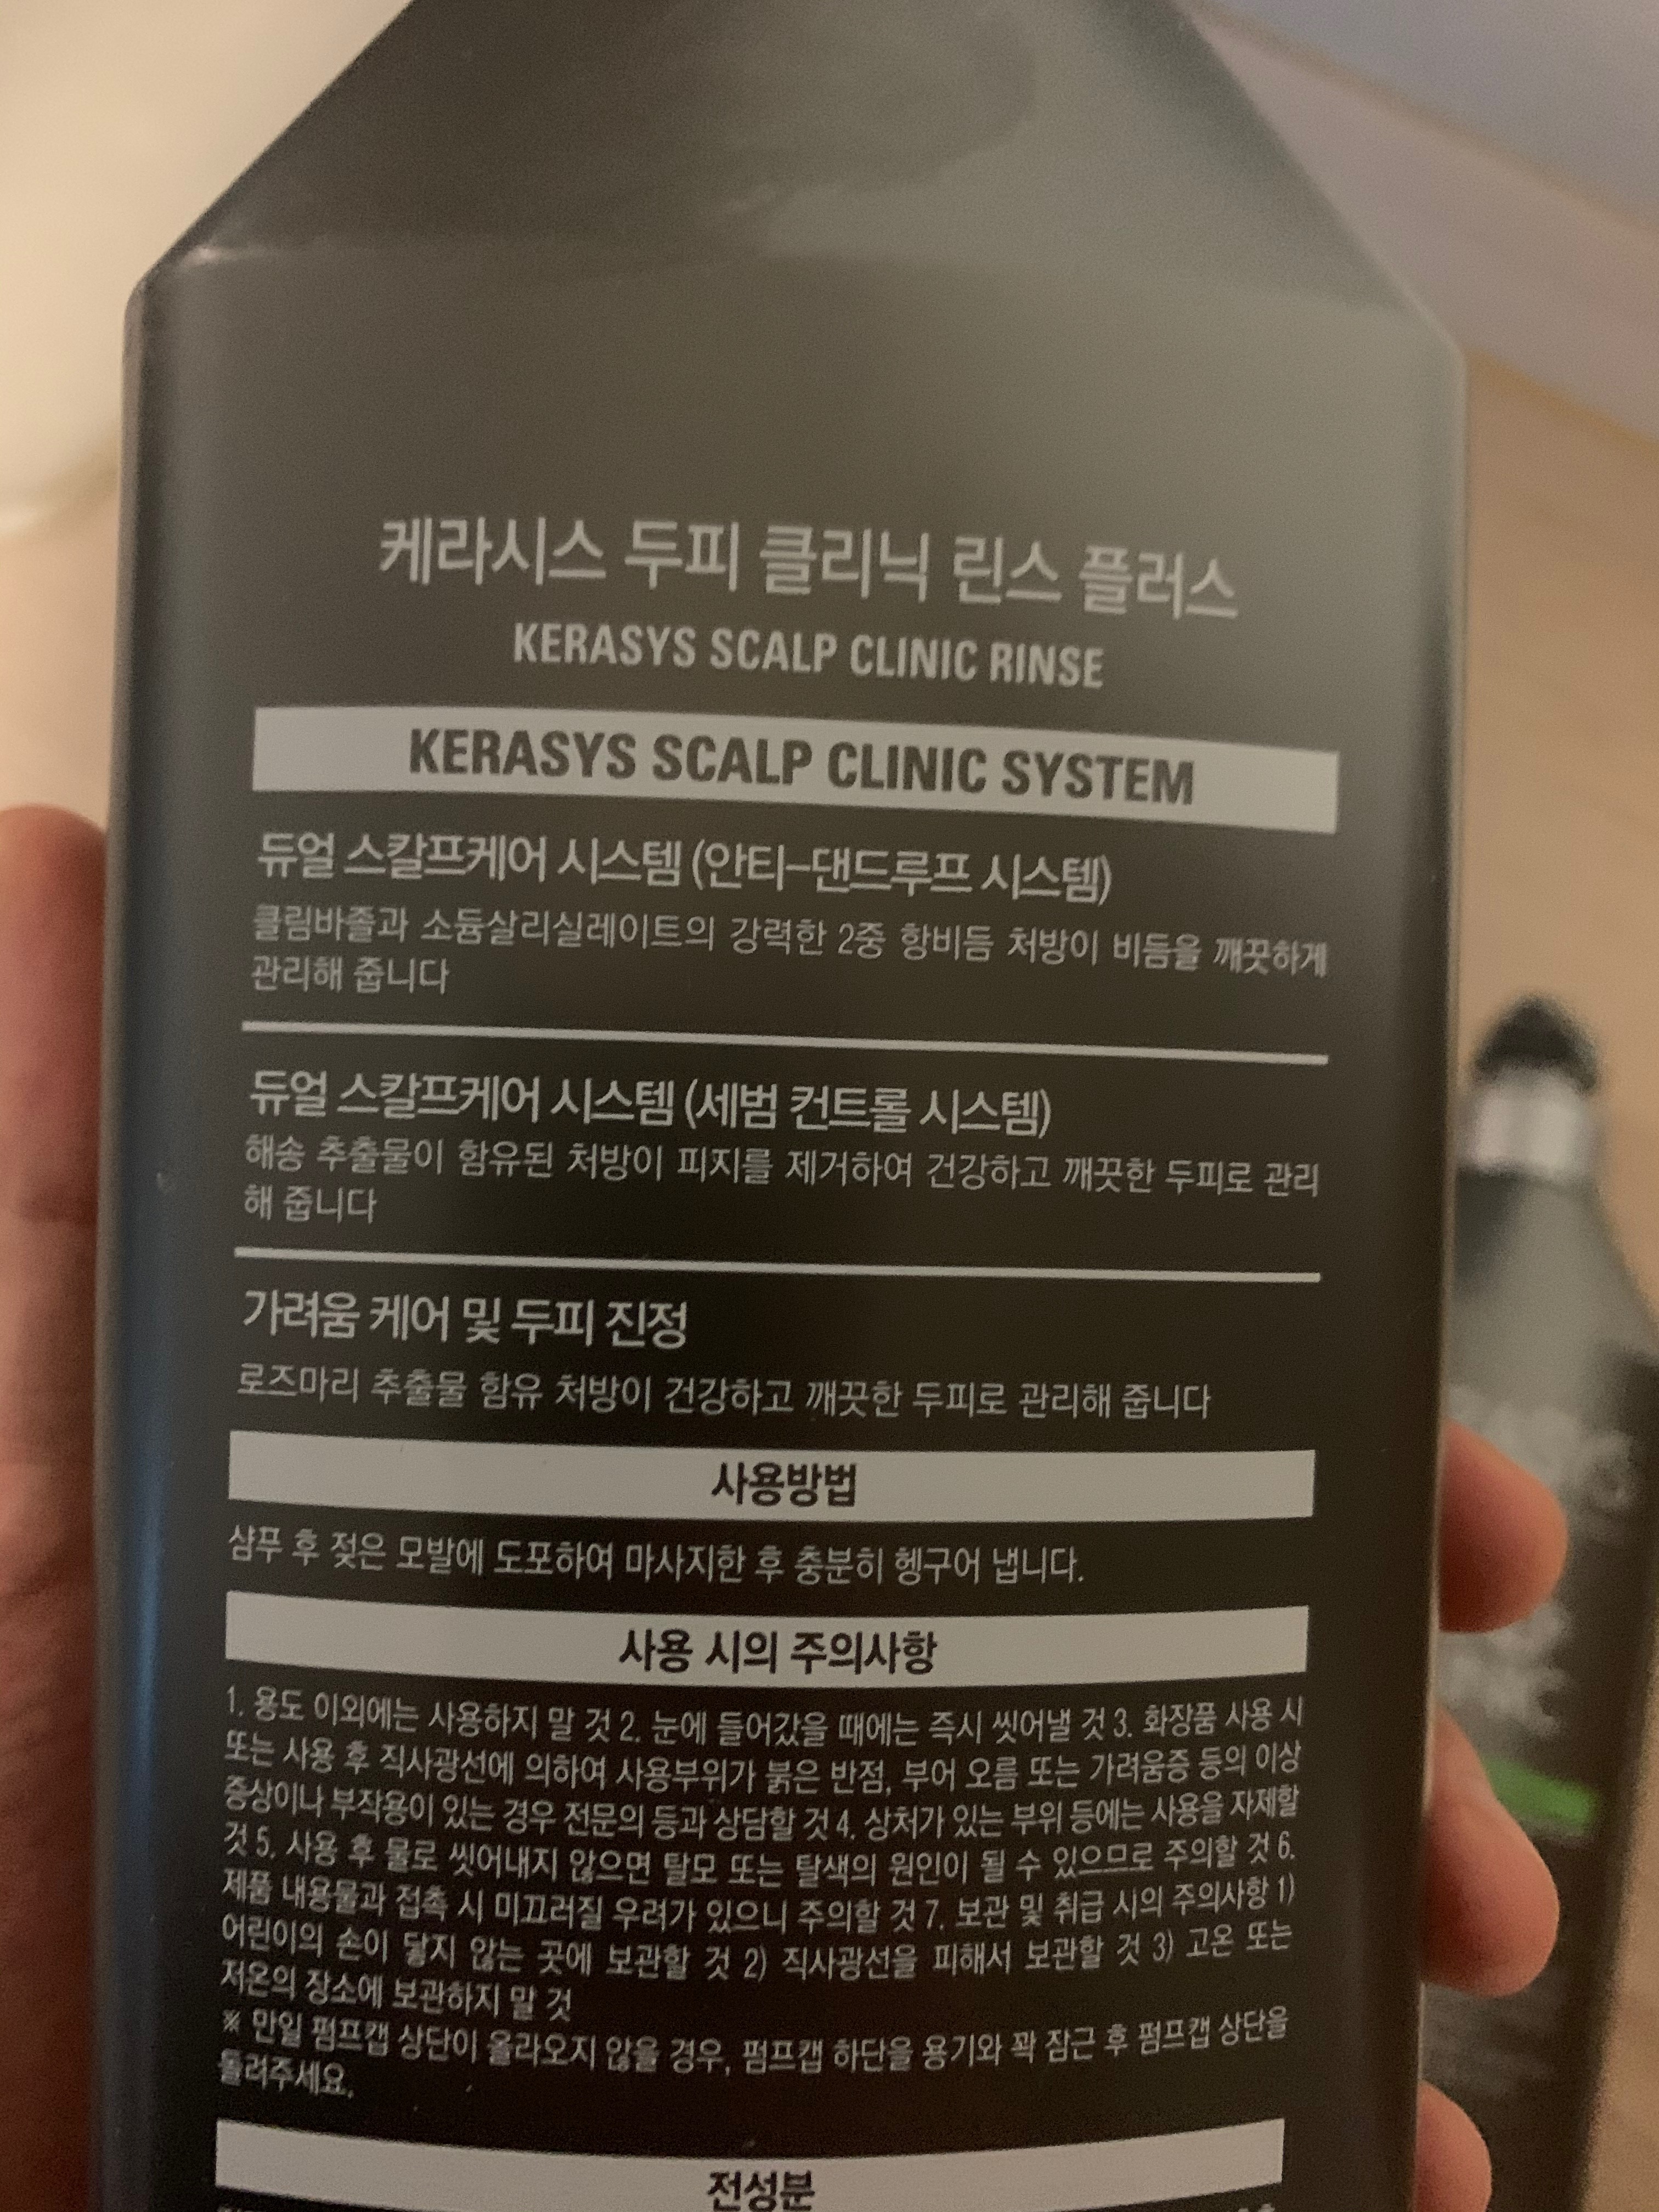 케라시스 두피 클리닉 린스 플러스
KERASYS SCALP CLINIC RINSE
KERASYS SCALP CLINIC SYSTEM
듀얼 스칼프케어 시스템 (안티-댄드루프 시스템)
클림바졸과 소듐살리실레이트의 강력한 2중 항비듬 처방이 비듬을 깨끗하게
관리해 줍니다
듀얼 스칼프케어 시스템 (세범 컨트롤 시스템)
해송 추출물이 함유된 처방이 피지를 제거하여 건강하고 깨끗한 두피로 관리
해 줍니다
가려움 케어 및 두피 진정
로즈마리 추출물 함유 처방이 건강하고 깨끗한 두피로 관리해 줍니다
사용방법
샴푸 후 젖은 모발에 도포하여 마사지한 후 충분히 헹구어 냅니다.
사용 시의 주의사항
1. 용도 이외에는 사용하지 말 것 2. 눈에 들어갔을 때에는 즉시 씻어낼 것 3. 화장품 사용 시
또는 사용 후 직사광선에 의하여 사용부위가 붉은 반점, 부어 오름 또는 가려움증 등의 이상
증상이나 부작용이 있는 경우 전문의 등과 상담할 것 4. 상처가 있는 부위 등에는 사용을 자제할
것 5. 사용 후 물로 씻어내지 않으면 탈모 또는 탈색의 원인이 될 수 있으므로 주의할 것 6.
제품 내용물과 접촉 시 미끄러질 우려가 있으니 주의할 것 7. 보관 및 취급 시의 주의사항 1)
어린이의 손이 닿지 않는 곳에 보관할 것 2) 직사광선을 피해서 보관할 것 3) 고온 또는
저온의 장소에 보관하지 말 것
※ 만일 펌프캡 상단이 올라오지 않을 경우, 펌프캡 하단을 용기와 꽉 잠근 후 펌프캡 상단을
돌려주세요.
전성분